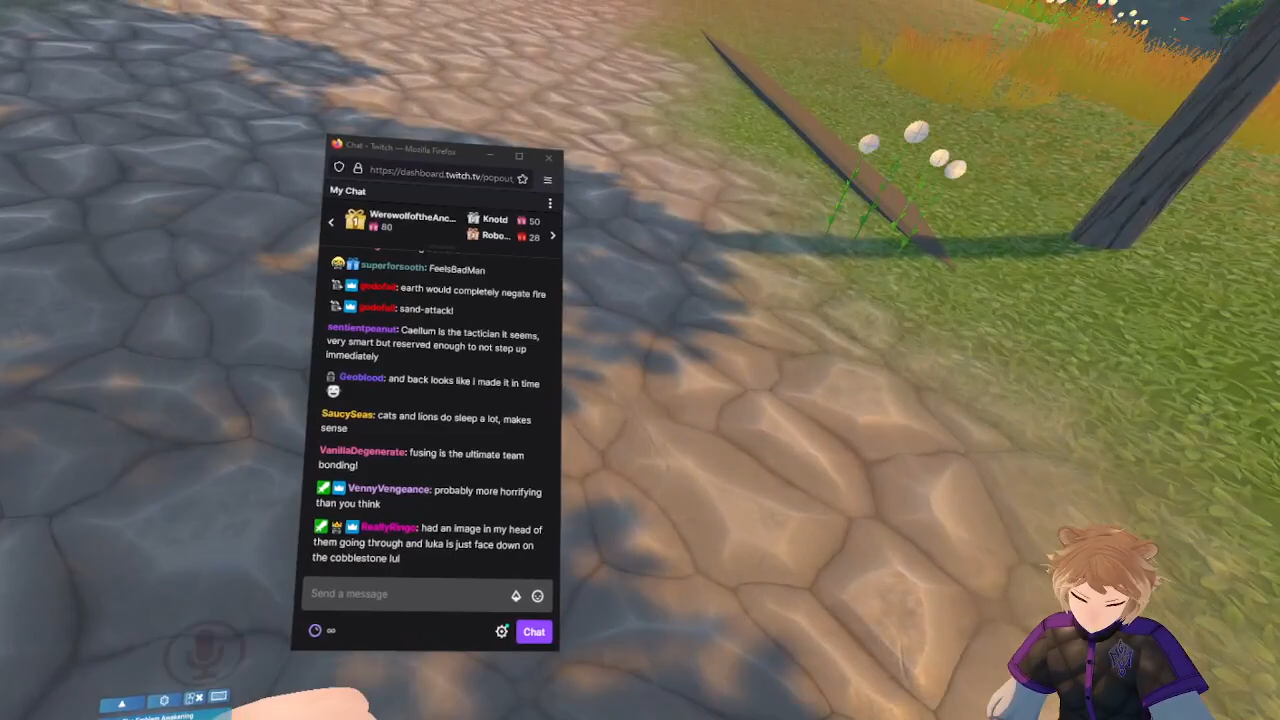 Chat - Twitch — Mozilla Firefox
https://dashboard.twitch.tv/popout
My Chat
WerewolfoftheAnc...
80
Knotd 50
Robo... 28
superforsooth: FeelsBadMan
godofall: earth would completely negate fire
godofall: sand-attack!
sentientpeanut: Caellum is the tactician it seems,
very smart but reserved enough to not step up
immediately
Geoblood: and back looks like i made it in time
SaucySeas: cats and lions do sleep a lot, makes
sense
VanillaDegenerate: fusing is the ultimate team
bonding!
VennyVengeance: probably more horrifying
than you think
ReallyRingo: had an image in my head of
them going through and luka is just face down on
the cobblestone lul
Send a message
Chat
Emblem Awakening